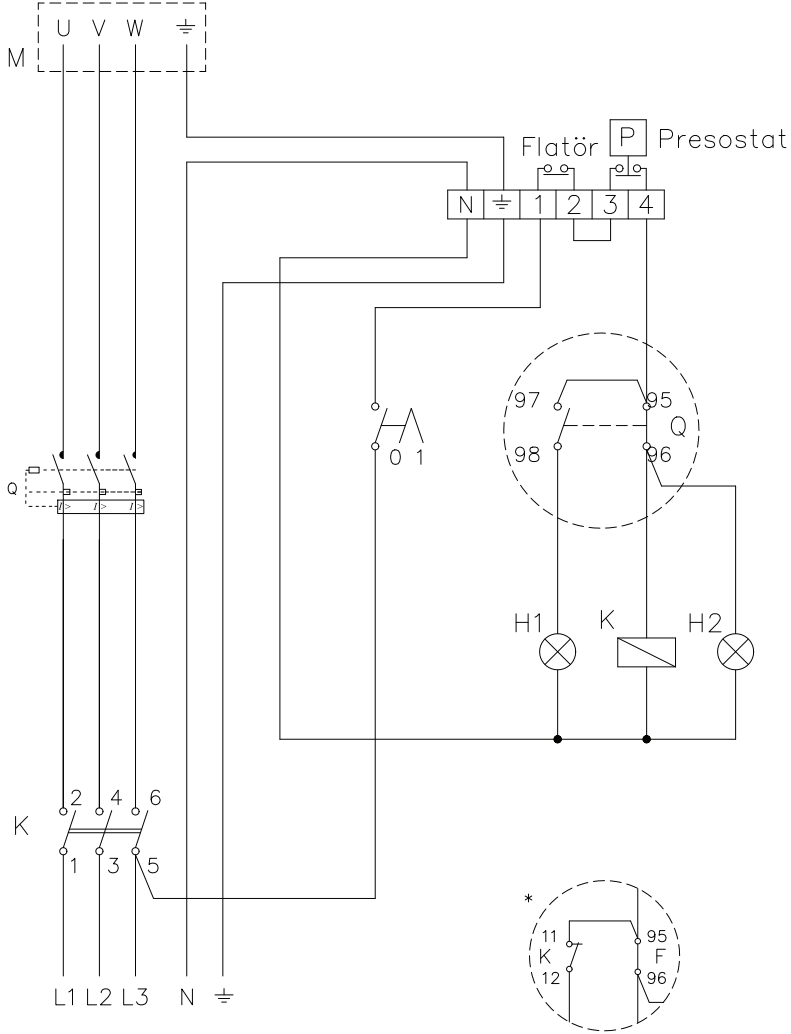 U V W
M
P Presostat
Flatör
N 1 2 3 4
97 95
Q
98 96
0 1
Q
I> I> I>
H1 K H2
2 4 6
K
1 3 5
*
11 95
K F
12 96
L1 L2 L3 N